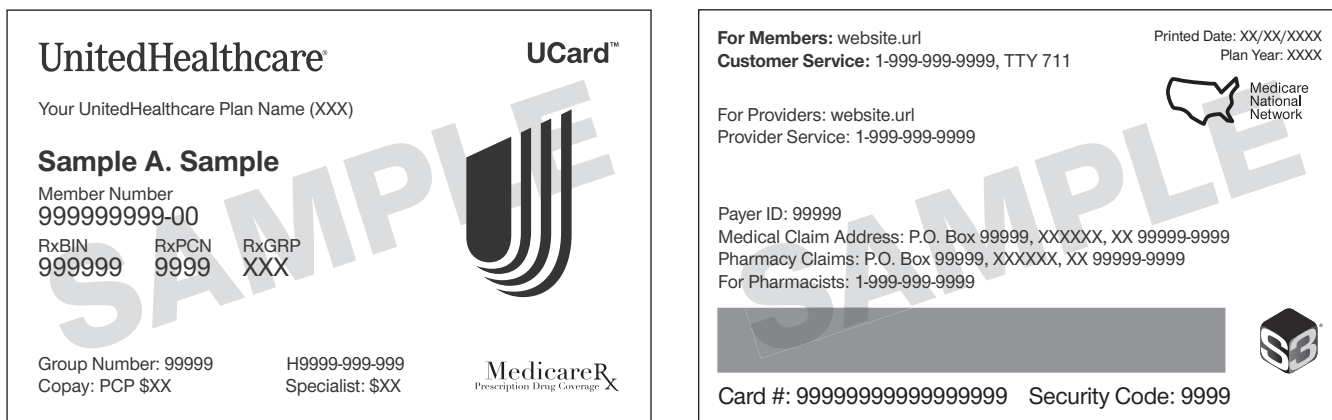 UnitedHealthcare®
UCard™
Your UnitedHealthcare Plan Name (XXX)
Sample A. Sample
Member Number
999999999-00
RxBIN RxPCN RxGRP
999999 9999 XXX
Group Number: 99999 H9999-999-999
Copay: PCP $XX Specialist: $XX
MedicareRx
Prescription Drug Coverage
SAMPLE
For Members: website.url
Customer Service: 1-999-999-9999, TTY 711
Printed Date: XX/XX/XXXX
Plan Year: XXXX
Medicare
National
Network
For Providers: website.url
Provider Service: 1-999-999-9999
Payer ID: 99999
Medical Claim Address: P.O. Box 99999, XXXXXX, XX 99999-9999
Pharmacy Claims: P.O. Box 99999, XXXXXX, XX 99999-9999
For Pharmacists: 1-999-999-9999
S3®
Card #: 99999999999999999 Security Code: 9999
SAMPLE